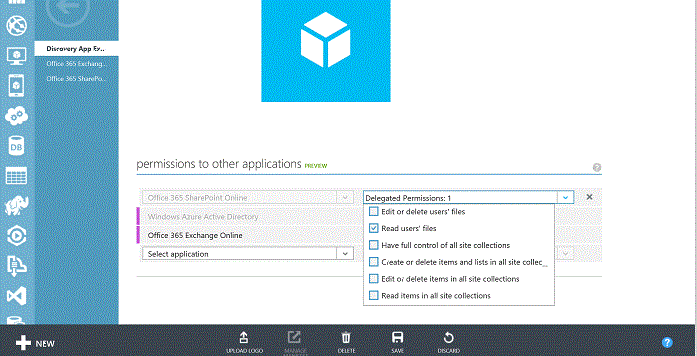 Discovery App Ex..
Office 365 Exchang..
Office 365 SharePo..
DB
permissions to other applications PREVIEW
?
Office 365 SharePoint Online
Delegated Permissions: 1
Edit or delete users' files
Windows Azure Active Directory
Read users' files
Office 365 Exchange Online
Have full control of all site collections
Select application
Create or delete items and lists in all site collec_
Edit or delete items in all site collections
Read items in all site collections
NEW
UPLOAD LOGO
MANAGE
DELETE
SAVE
DISCARD
?